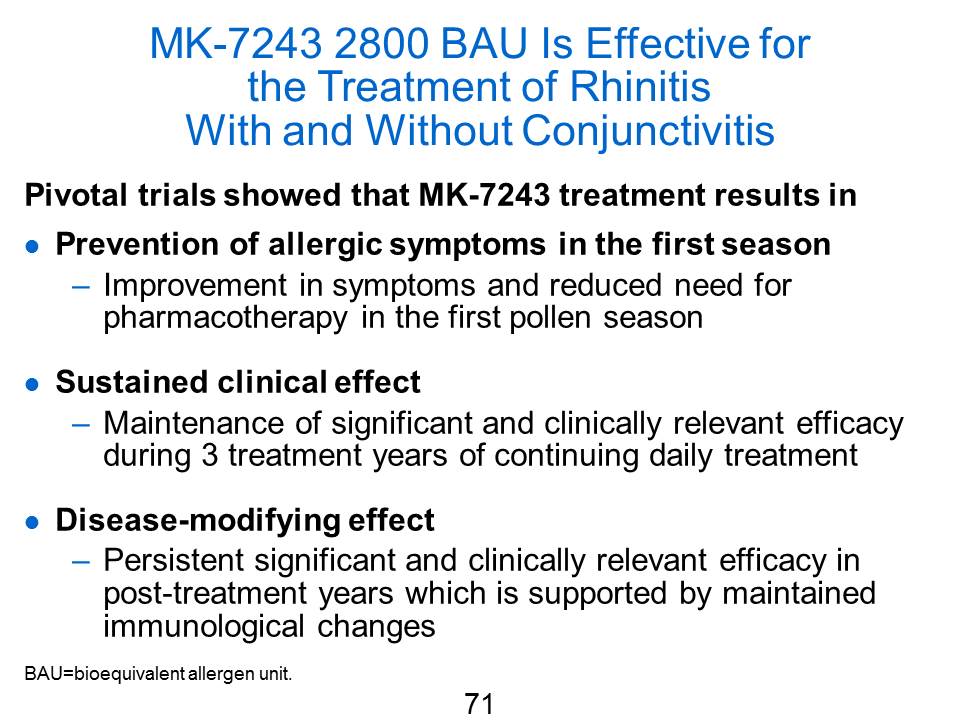 MK-7243 2800 BAU Is Effective for
the Treatment of Rhinitis
With and Without Conjunctivitis
Pivotal trials showed that MK-7243 treatment results in
● Prevention of allergic symptoms in the first season
– Improvement in symptoms and reduced need for
pharmacotherapy in the first pollen season
● Sustained clinical effect
– Maintenance of significant and clinically relevant efficacy
during 3 treatment years of continuing daily treatment
● Disease-modifying effect
– Persistent significant and clinically relevant efficacy in
post-treatment years which is supported by maintained
immunological changes
BAU=bioequivalent allergen unit.
71